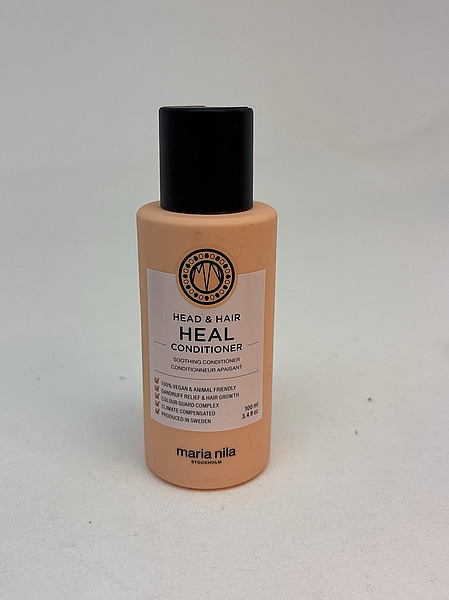 MN
HEAD & HAIR
HEAL
CONDITIONER
SOOTHING CONDITIONER
CONDITIONNEUR APAISANT
100% VEGAN & ANIMAL FRIENDLY
DANDRUFF RELIEF & HAIR GROWTH
COLOUR GUARD COMPLEX
CLIMATE COMPENSATED
PRODUCED IN SWEDEN
100 ml
3.4 fl oz
maria nila
STOCKHOLM